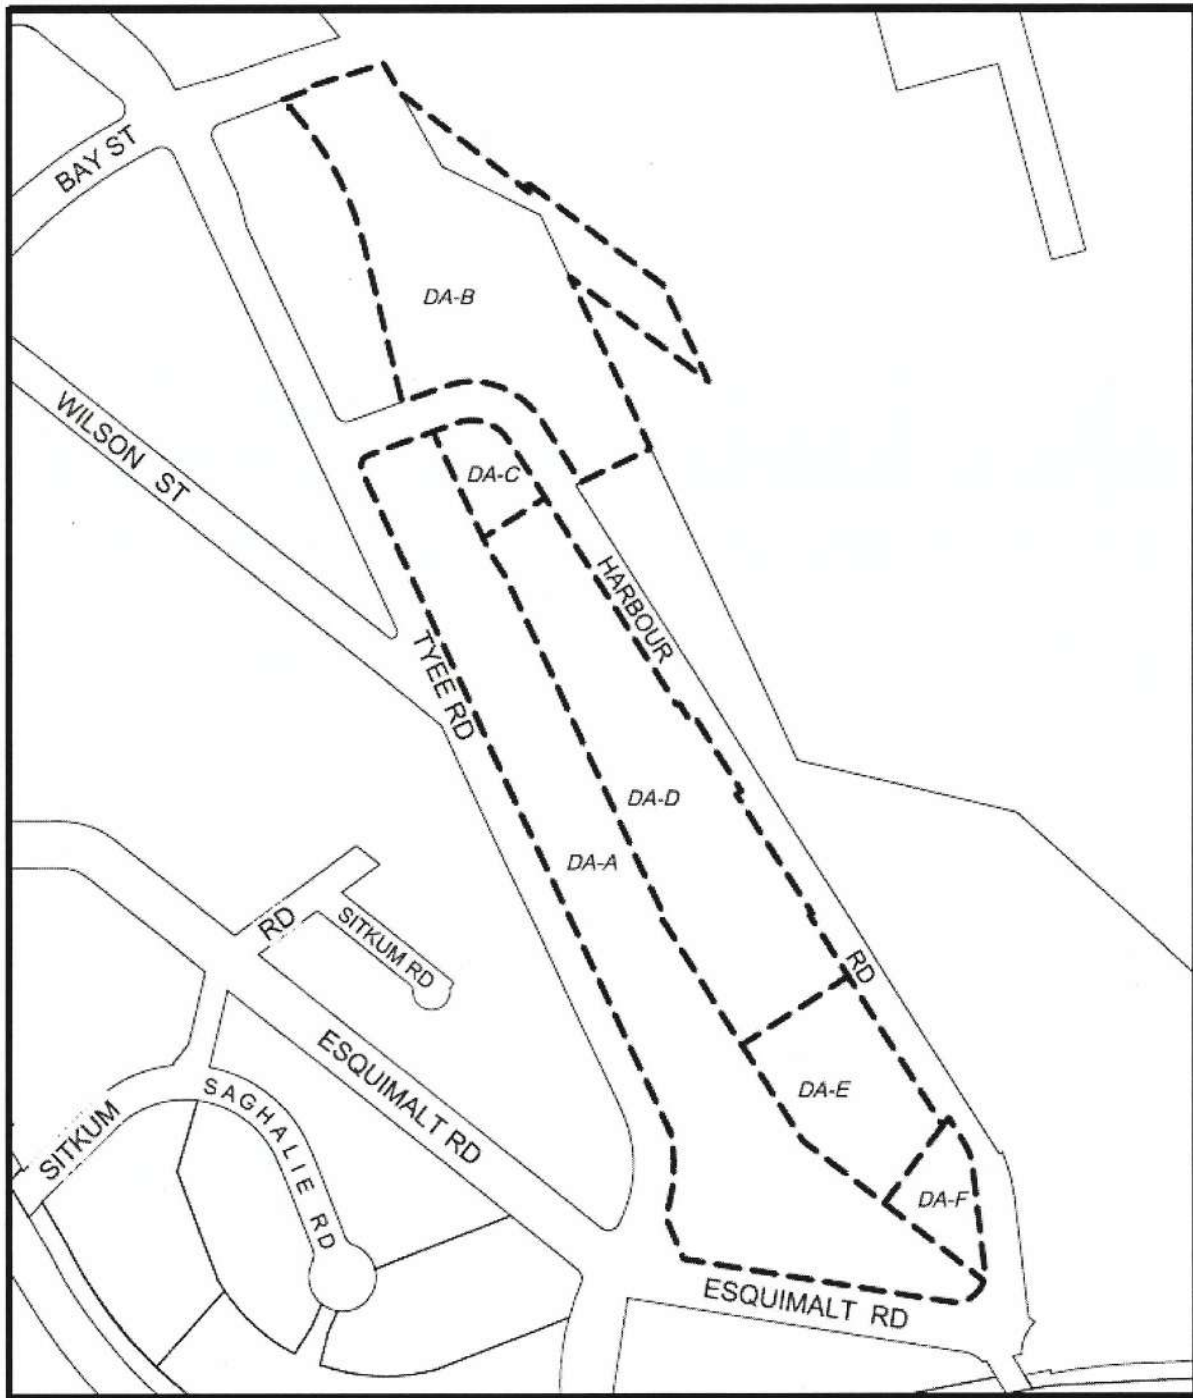 BAY ST
DA-B
WILSON ST
DA-C
HARBOUR
TYEE RD
DA-D
DA-A
RD
SITKUM RD
RD
ESQUIMALT RD
DA-E
SAGHALIE RD
SITKUM
DA-F
ESQUIMALT RD